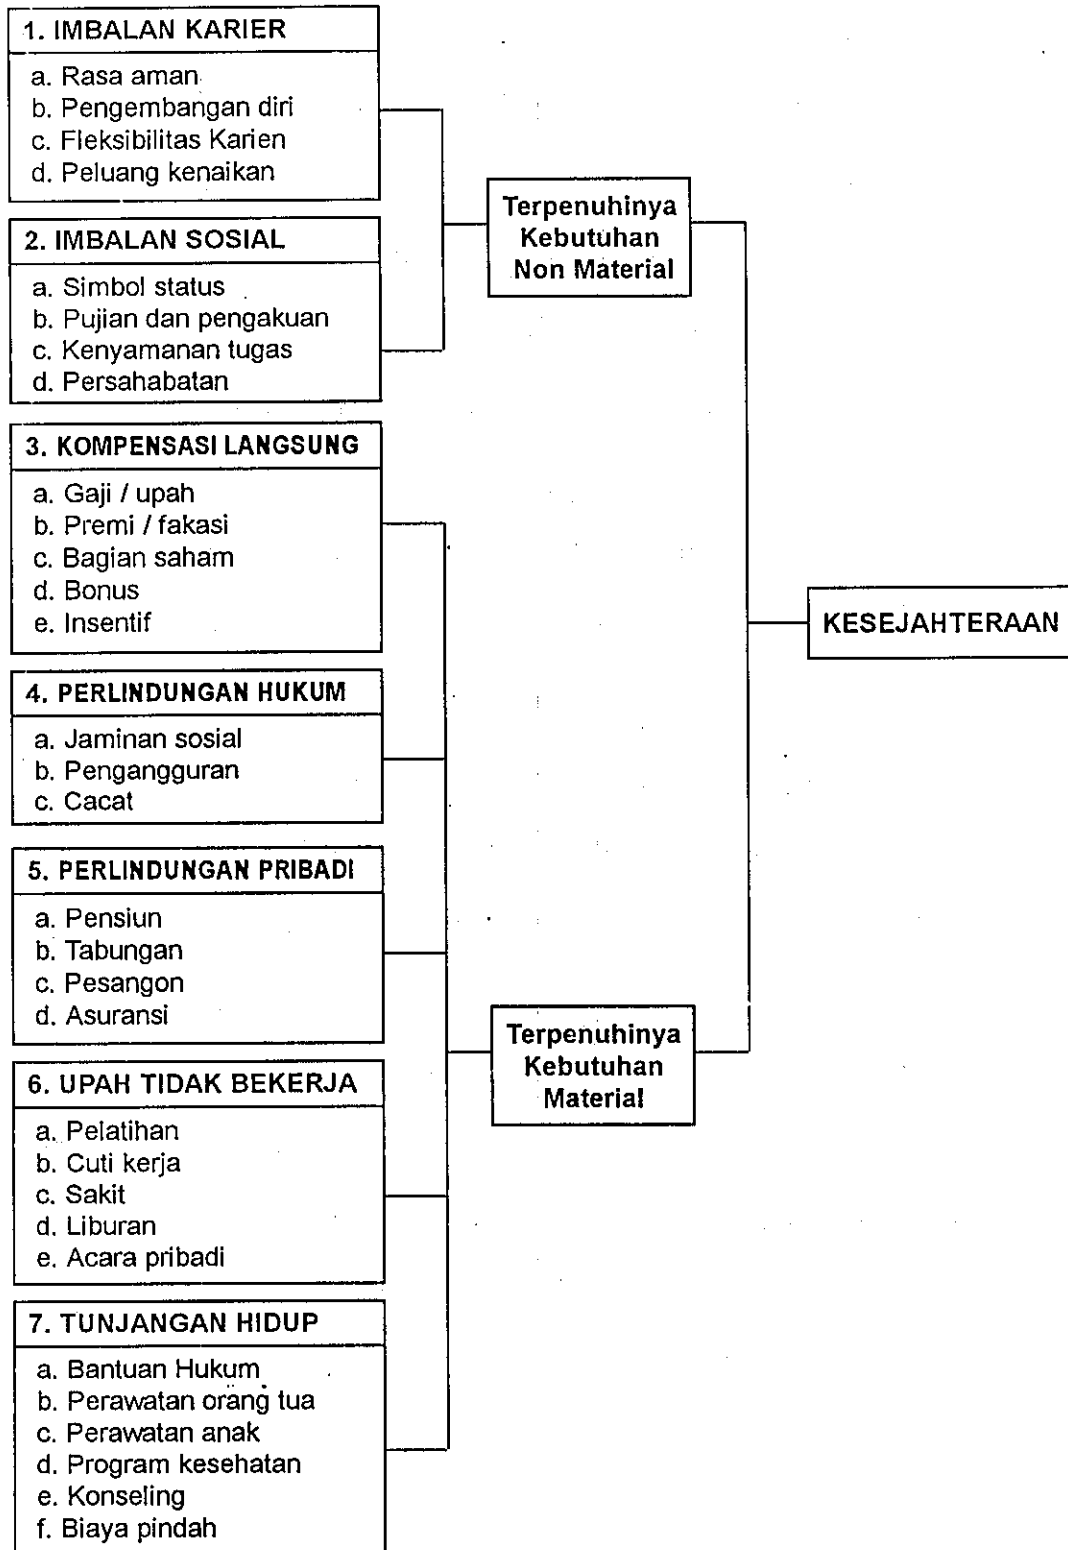 1. IMBALAN KARIER
a. Rasa aman
b. Pengembangan diri
c. Fleksibilitas Karien
d. Peluang kenaikan
2. IMBALAN SOSIAL
a. Simbol status
b. Pujian dan pengakuan
c. Kenyamanan tugas
d. Persahabatan
Terpenuhinya
Kebutuhan
Non Material
3. KOMPENSASI LANGSUNG
a. Gaji / upah
b. Premi / fakasi
c. Bagian saham
d. Bonus
e. Insentif
4. PERLINDUNGAN HUKUM
a. Jaminan sosial
b. Pengangguran
c. Cacat
5. PERLINDUNGAN PRIBADI
a. Pensiun
b. Tabungan
c. Pesangon
d. Asuransi
6. UPAH TIDAK BEKERJA
a. Pelatihan
b. Cuti kerja
c. Sakit
d. Liburan
e. Acara pribadi
7. TUNJANGAN HIDUP
a. Bantuan Hukum
b. Perawatan orang tua
c. Perawatan anak
d. Program kesehatan
e. Konseling
f. Biaya pindah
Terpenuhinya
Kebutuhan
Material
KESEJAHTERAAN